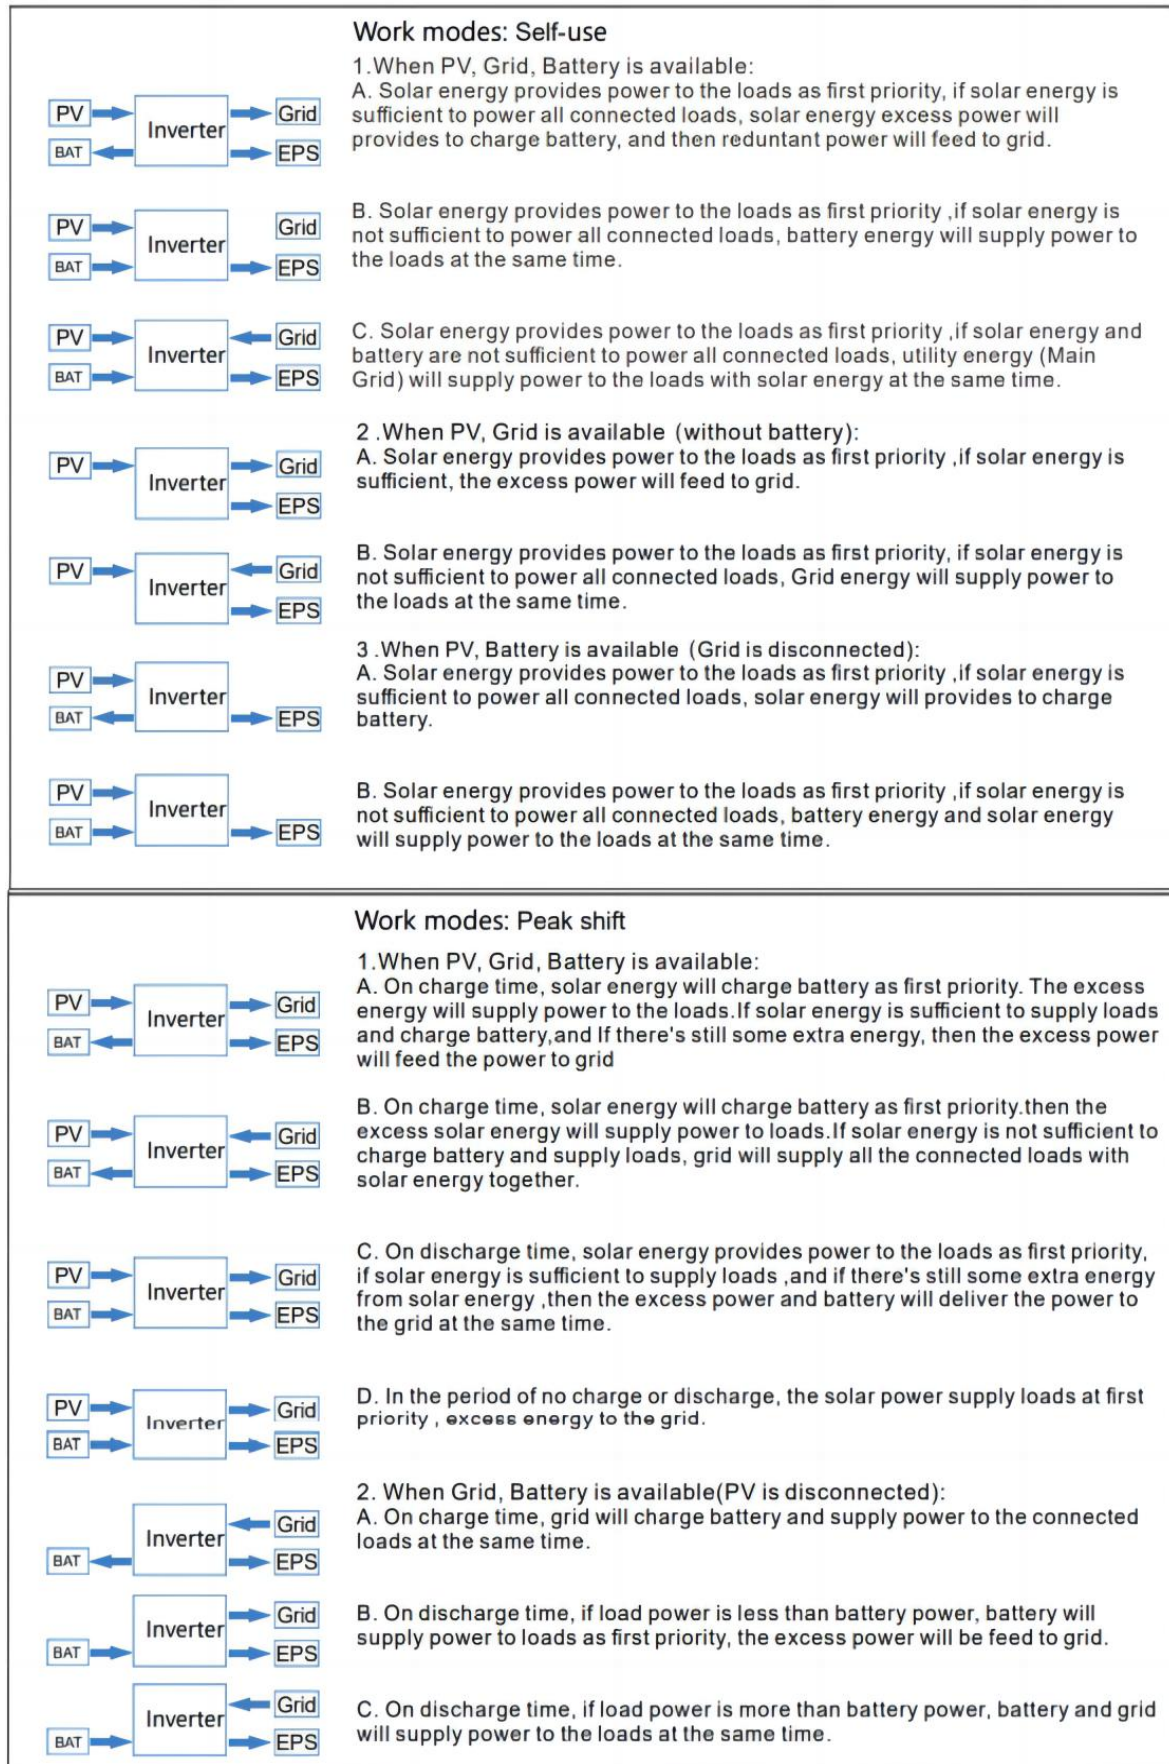 Work modes: Self-use
1.When PV, Grid, Battery is available:
A. Solar energy provides power to the loads as first priority, if solar energy is
sufficient to power all connected loads, solar energy excess power will
provides to charge battery, and then reduntant power will feed to grid.
PV Inverter Grid
BAT EPS
B. Solar energy provides power to the loads as first priority ,if solar energy is
not sufficient to power all connected loads, battery energy will supply power to
the loads at the same time.
PV Inverter Grid
BAT EPS
C. Solar energy provides power to the loads as first priority ,if solar energy and
battery are not sufficient to power all connected loads, utility energy (Main
Grid) will supply power to the loads with solar energy at the same time.
PV Inverter Grid
BAT EPS
2 .When PV, Grid is available (without battery):
A. Solar energy provides power to the loads as first priority ,if solar energy is
sufficient, the excess power will feed to grid.
PV Inverter Grid
EPS
B. Solar energy provides power to the loads as first priority, if solar energy is
not sufficient to power all connected loads, Grid energy will supply power to
the loads at the same time.
PV Inverter Grid
EPS
3 .When PV, Battery is available (Grid is disconnected):
A. Solar energy provides power to the loads as first priority ,if solar energy is
sufficient to power all connected loads, solar energy will provides to charge
battery.
PV Inverter
BAT EPS
B. Solar energy provides power to the loads as first priority ,if solar energy is
not sufficient to power all connected loads, battery energy and solar energy
will supply power to the loads at the same time.
PV Inverter
BAT EPS
Work modes: Peak shift
1.When PV, Grid, Battery is available:
A. On charge time, solar energy will charge battery as first priority. The excess
energy will supply power to the loads.If solar energy is sufficient to supply loads
and charge battery,and If there's still some extra energy, then the excess power
will feed the power to grid
PV Inverter Grid
BAT EPS
B. On charge time, solar energy will charge battery as first priority.then the
excess solar energy will supply power to loads.If solar energy is not sufficient to
charge battery and supply loads, grid will supply all the connected loads with
solar energy together.
PV Inverter Grid
BAT EPS
C. On discharge time, solar energy provides power to the loads as first priority,
if solar energy is sufficient to supply loads ,and if there's still some extra energy
from solar energy ,then the excess power and battery will deliver the power to
the grid at the same time.
PV Inverter Grid
BAT EPS
D. In the period of no charge or discharge, the solar power supply loads at first
priority , excess energy to the grid.
PV Inverter Grid
BAT EPS
2. When Grid, Battery is available(PV is disconnected):
A. On charge time, grid will charge battery and supply power to the connected
loads at the same time.
Inverter Grid
BAT EPS
B. On discharge time, if load power is less than battery power, battery will
supply power to loads as first priority, the excess power will be feed to grid.
Inverter Grid
BAT EPS
C. On discharge time, if load power is more than battery power, battery and grid
will supply power to the loads at the same time.
Inverter Grid
BAT EPS